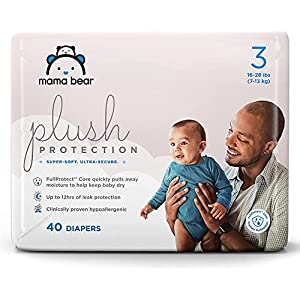 mama bear
3
16-28 lbs
(7-13 kg)
plush
PROTECTION
SUPER-SOFT. ULTRA-SECURE.
FullProtect™ Core quickly pulls away
moisture to help keep baby dry
Up to 12hrs of leak protection
Clinically proven hypoallergenic
40 DIAPERS